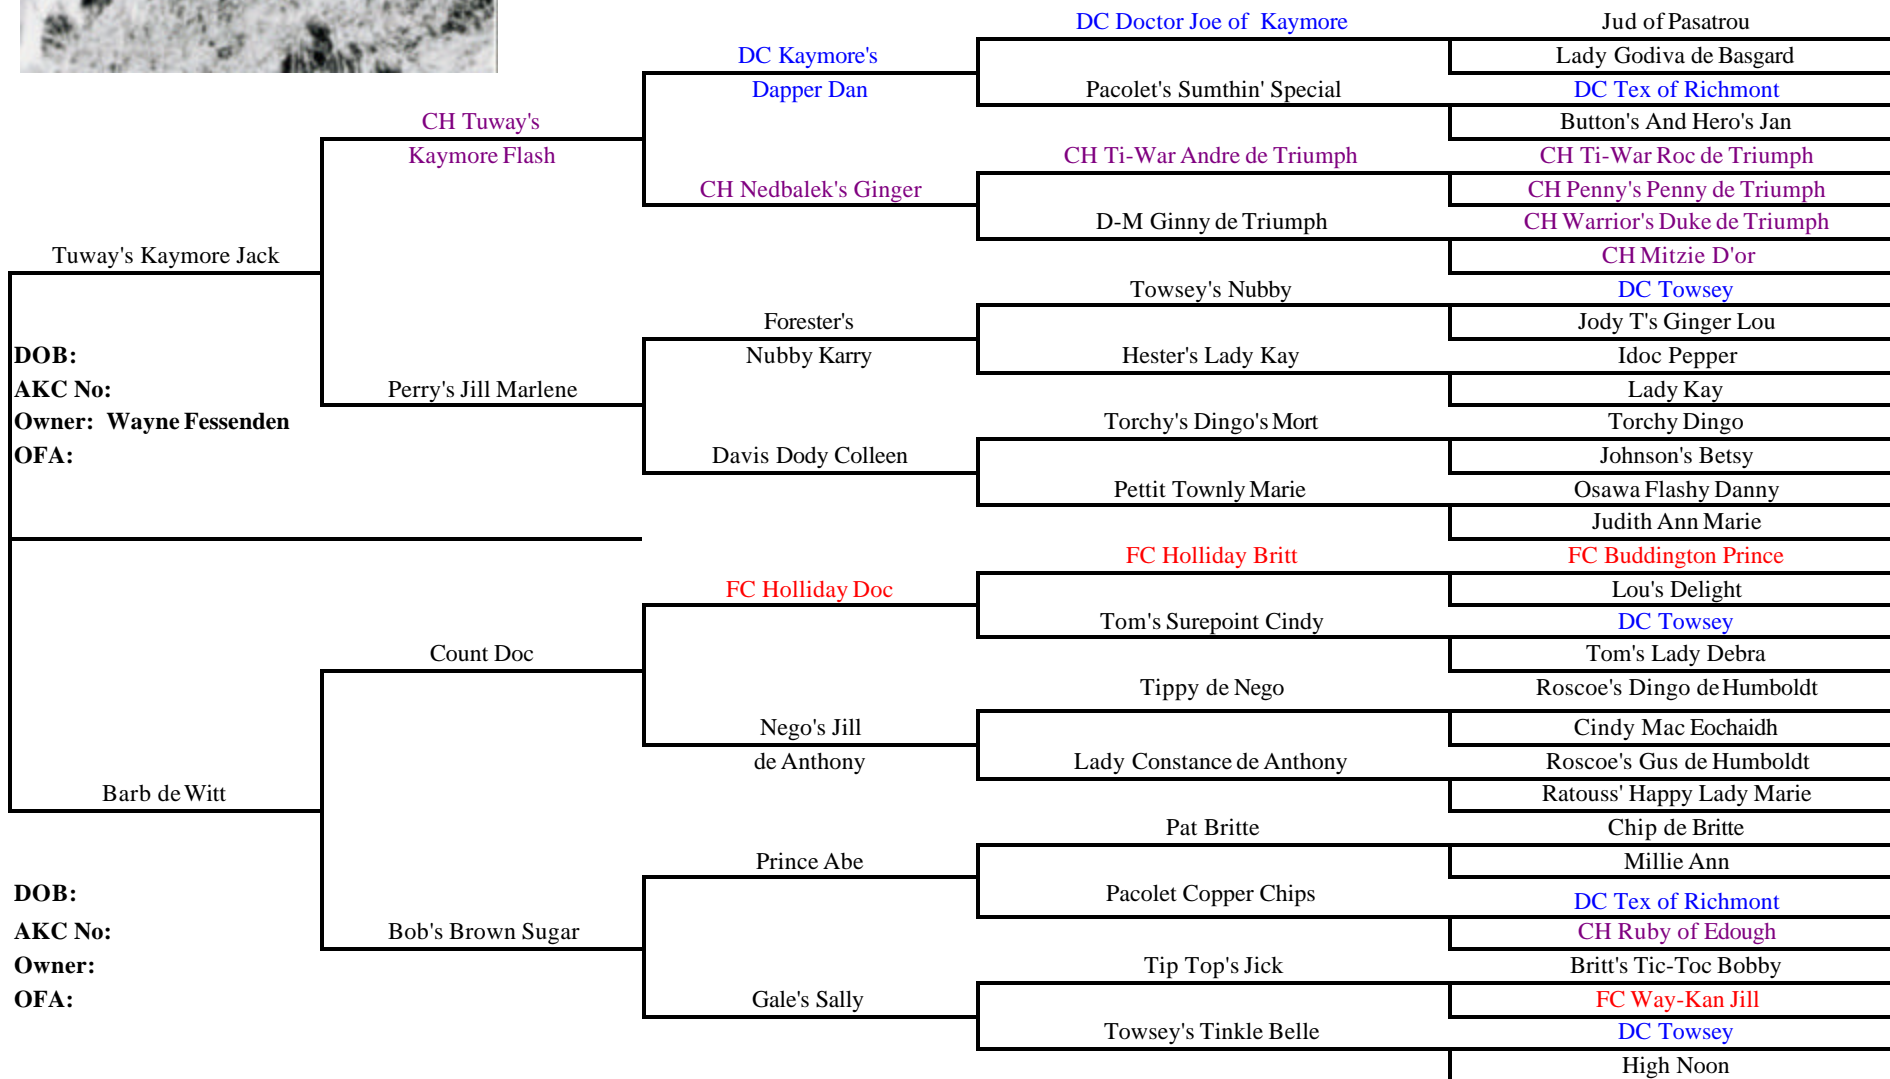 DC Doctor Joe of Kaymore
Jud of Pasatrou
DC Kaymore's
Lady Godiva de Basgard
Dapper Dan
Pacolet's Sumthin' Special
DC Tex of Richmont
CH Tuway's
Button's And Hero's Jan
Kaymore Flash
CH Ti-War Andre de Triumph
CH Ti-War Roc de Triumph
CH Nedbalek's Ginger
CH Penny's Penny de Triumph
D-M Ginny de Triumph
CH Warrior's Duke de Triumph
Tuway's Kaymore Jack
CH Mitzie D'or
Towsey's Nubby
DC Towsey
Forester's
Jody T's Ginger Lou
DOB:
Nubby Karry
Hester's Lady Kay
Idoc Pepper
AKC No:
Perry's Jill Marlene
Lady Kay
Owner: Wayne Fessenden
Torchy's Dingo's Mort
Torchy Dingo
OFA:
Davis Dody Colleen
Johnson's Betsy
Pettit Townly Marie
Osawa Flashy Danny
Judith Ann Marie
FC Holliday Britt
FC Buddington Prince
FC Holliday Doc
Lou's Delight
Tom's Surepoint Cindy
DC Towsey
Count Doc
Tom's Lady Debra
Tippy de Nego
Roscoe's Dingo de Humboldt
Nego's Jill
Cindy Mac Eochaidh
de Anthony
Lady Constance de Anthony
Roscoe's Gus de Humboldt
Barb de Witt
Ratouss' Happy Lady Marie
Pat Britte
Chip de Britte
Prince Abe
Millie Ann
DOB:
Pacolet Copper Chips
DC Tex of Richmont
AKC No:
Bob's Brown Sugar
CH Ruby of Edough
Owner:
Tip Top's Jick
Britt's Tic-Toc Bobby
OFA:
Gale's Sally
FC Way-Kan Jill
Towsey's Tinkle Belle
DC Towsey
High Noon